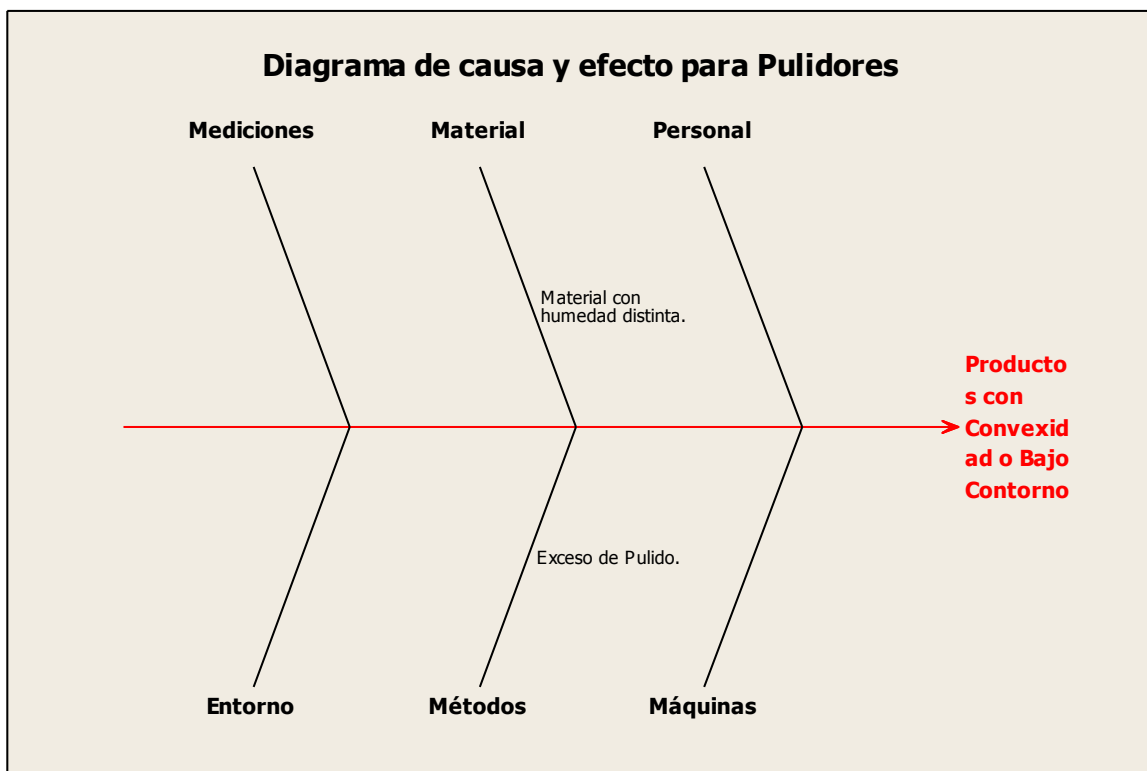 Diagrama de causa y efecto para Pulidores
Mediciones
Material
Personal
Material con
humedad distinta.
Producto
s con
Convexid
ad o Bajo
Contorno
Exceso de Pulido.
Entorno
Métodos
Máquinas